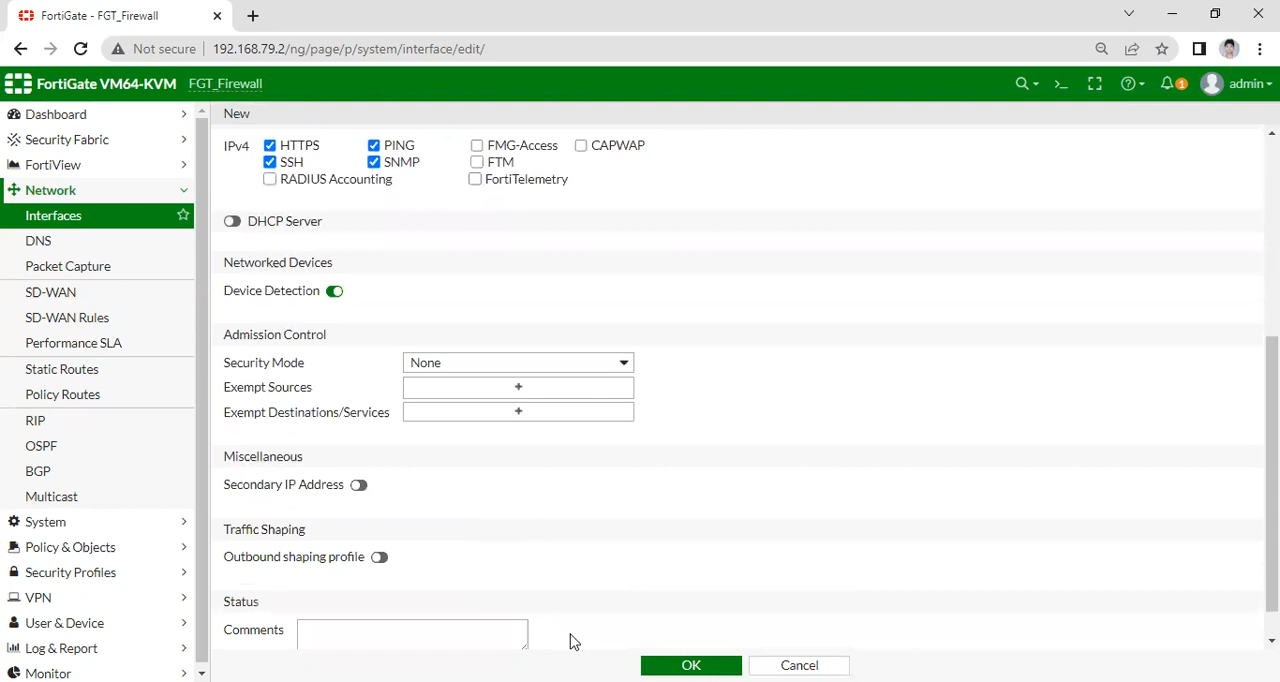 FortiGate - FGT_Firewall
Not secure 192.168.79.2/ng/page/p/system/interface/edit/
FortiGate VM64-KVM FGT_Firewall
1 admin
Dashboard
Security Fabric
FortiView
Network
Interfaces
DNS
Packet Capture
SD-WAN
SD-WAN Rules
Performance SLA
Static Routes
Policy Routes
RIP
OSPF
BGP
Multicast
System
Policy & Objects
Security Profiles
VPN
User & Device
Log & Report
Monitor
New
IPv4 HTTPS PING FMG-Access CAPWAP
SSH SNMP FTM
RADIUS Accounting FortiTelemetry
DHCP Server
Networked Devices
Device Detection
Admission Control
Security Mode None
Exempt Sources +
Exempt Destinations/Services +
Miscellaneous
Secondary IP Address
Traffic Shaping
Outbound shaping profile
Status
Comments
OK Cancel